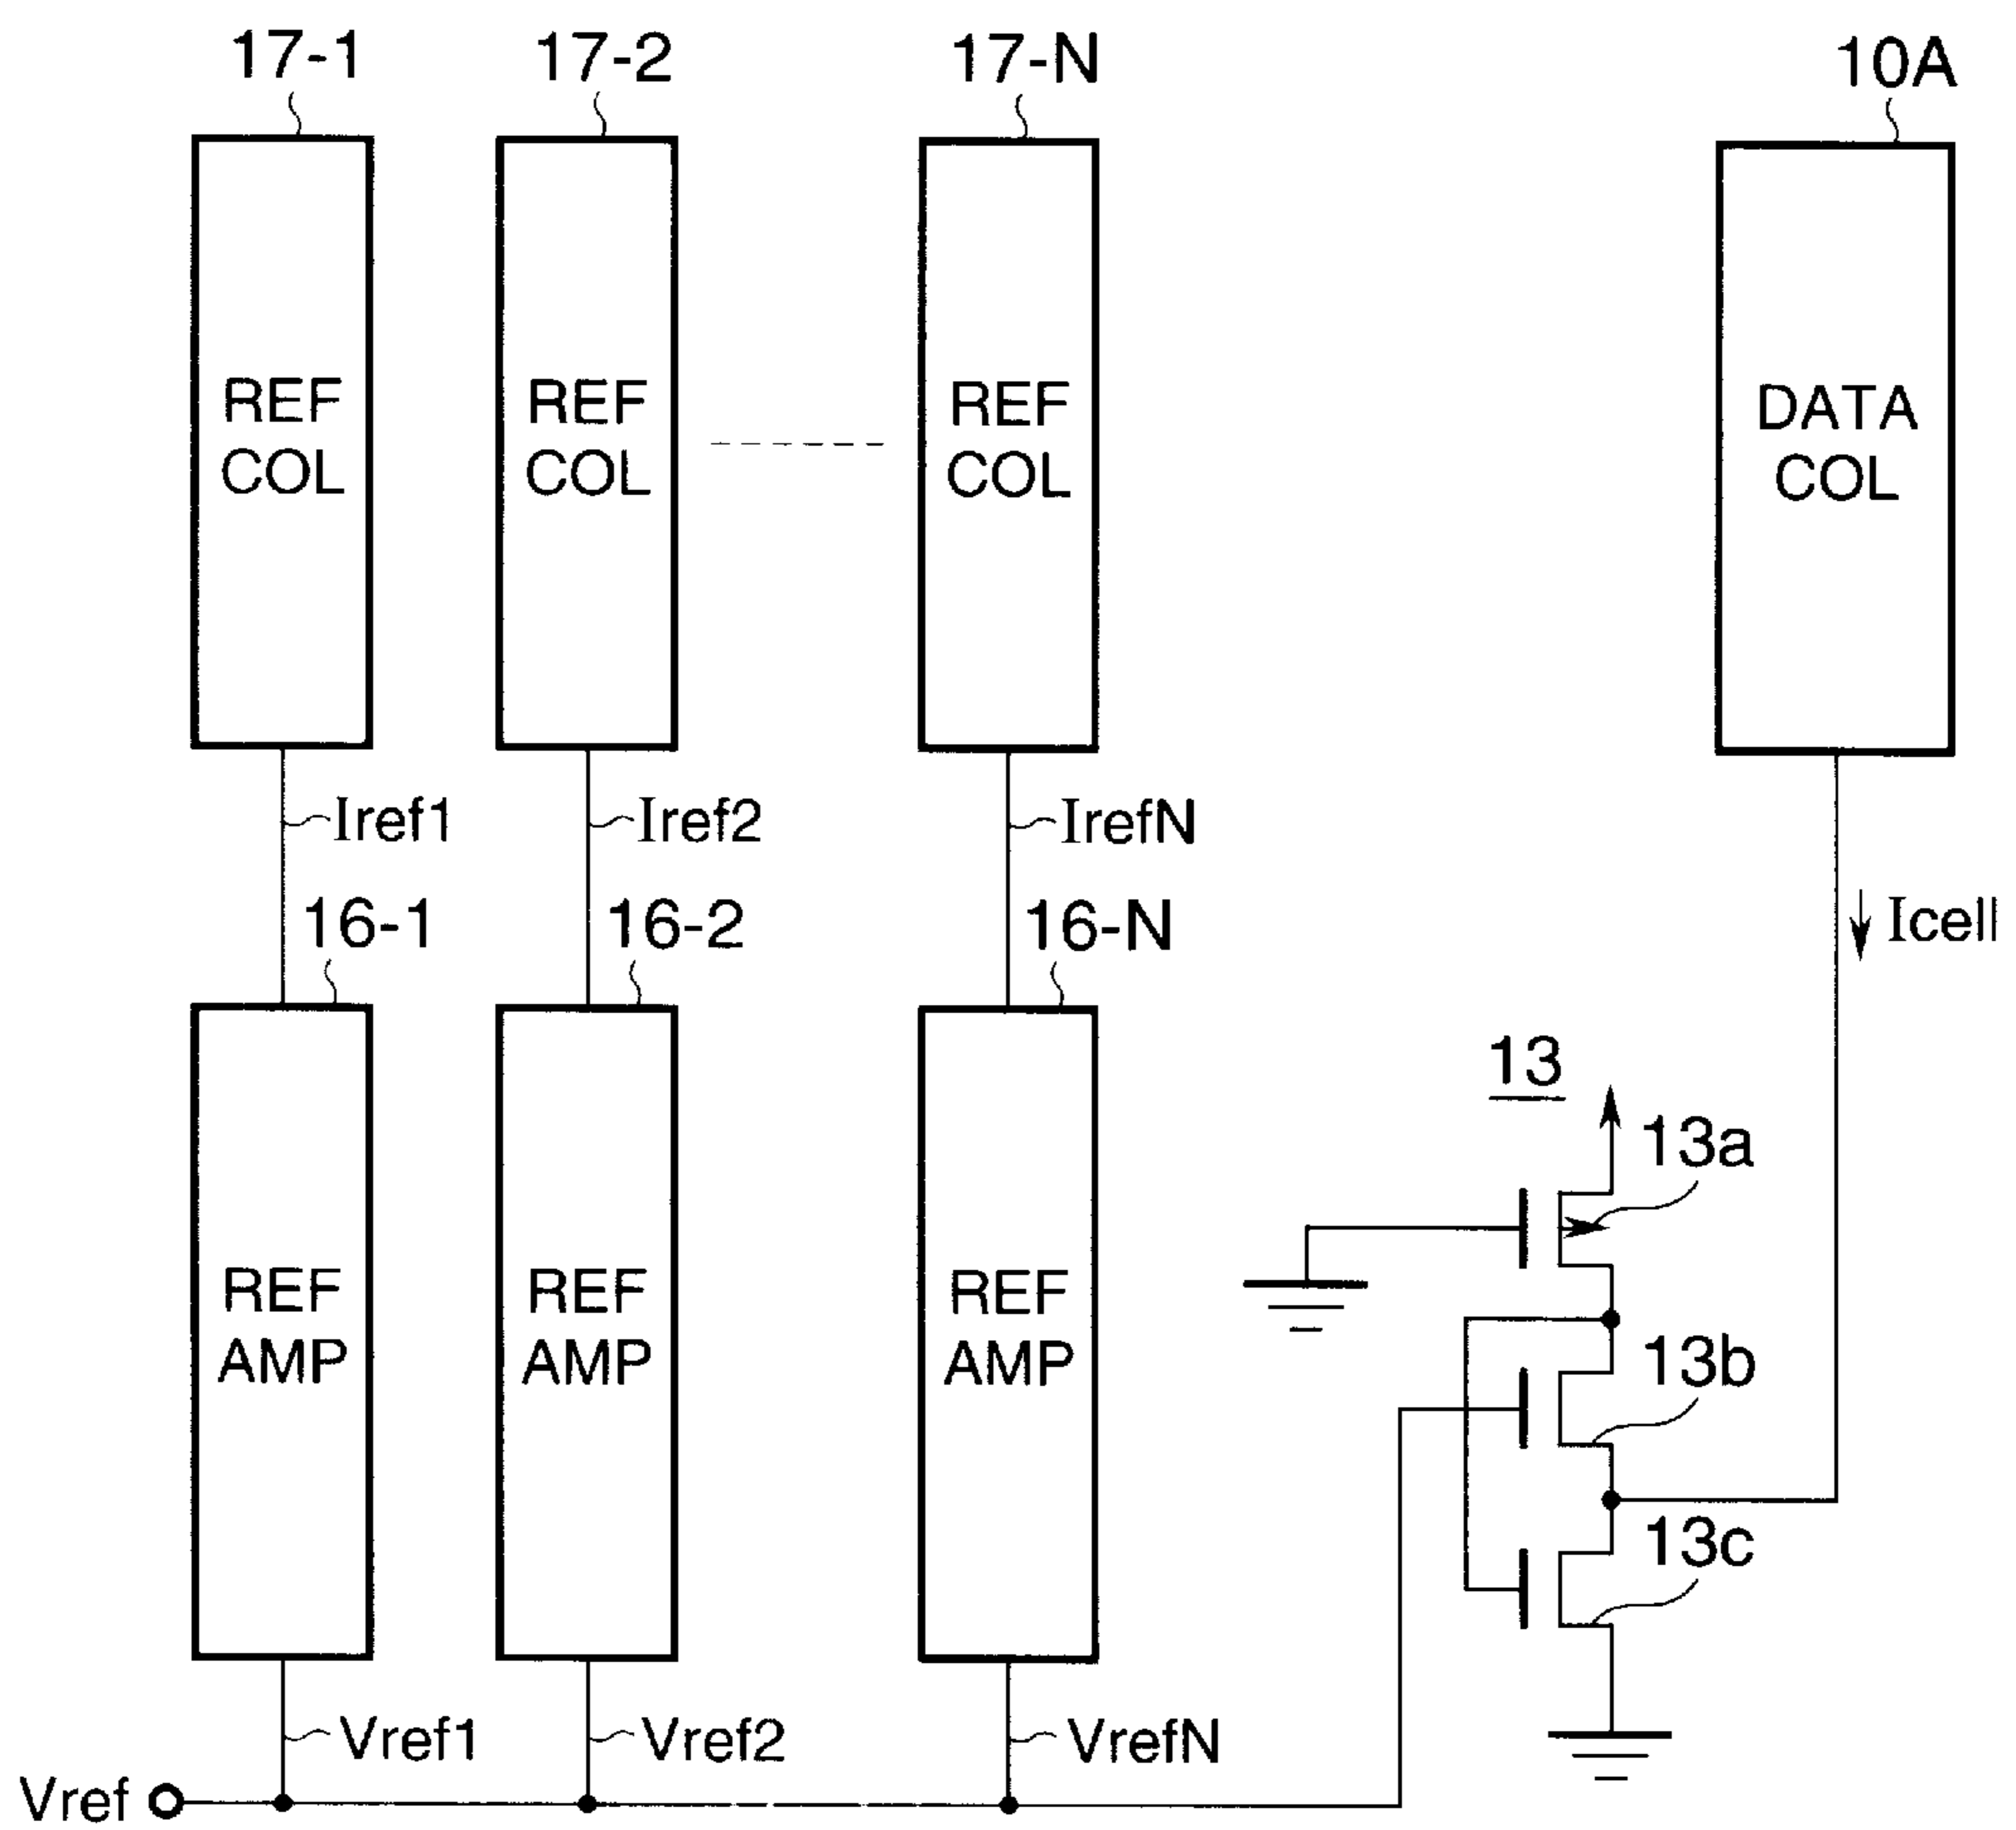 17-1 17-2 17-N 10A
REF REF REF DATA
COL COL COL COL
Iref1 Iref2 IrefN
16-1 16-2 16-N Icell
13
13a
REF REF REF
AMP AMP AMP
13b
13c
Vref1 Vref2 VrefN
Vref